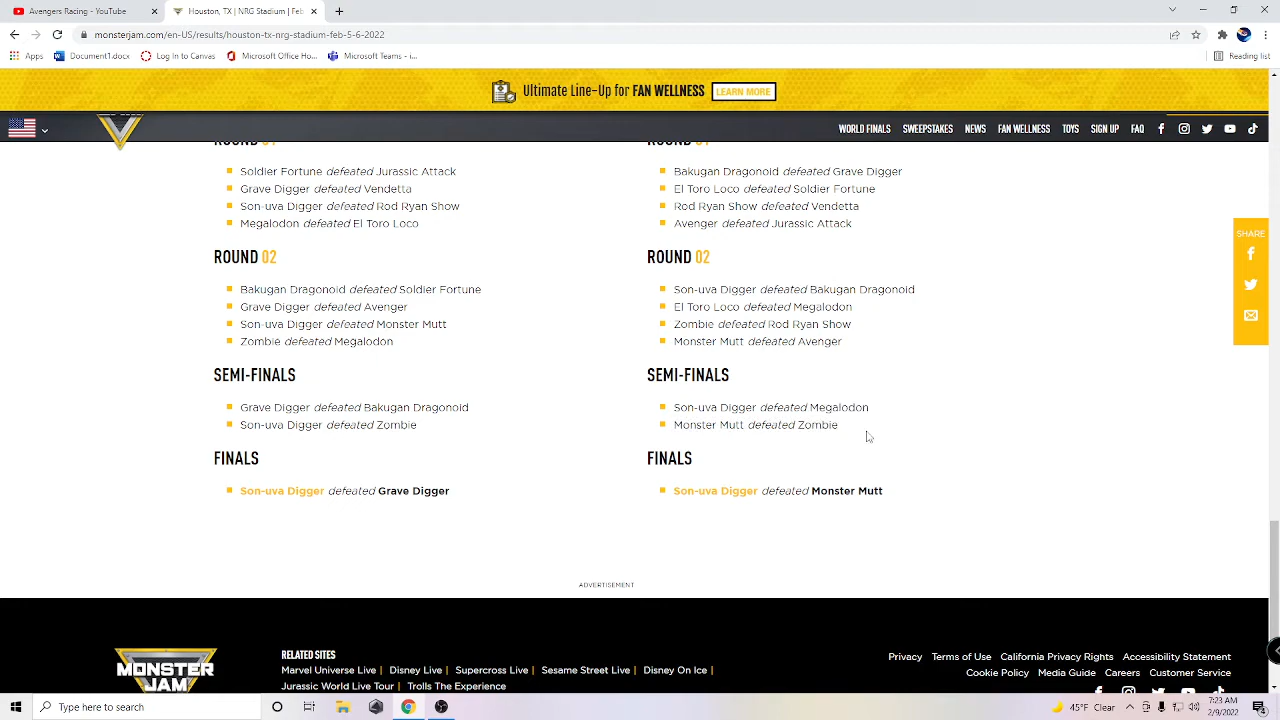 Avengers Racing - YouTube
Houston, TX | NRG Stadium | Feb
monsterjam.com/en-US/results/houston-tx-nrg-stadium-feb-5-6-2022
Apps
Document1.docx
Log In to Canvas
Microsoft Office Ho...
Microsoft Teams - i...
Reading list
Ultimate Line-Up for FAN WELLNESS
LEARN MORE
WORLD FINALS
SWEEPSTAKES
NEWS
FAN WELLNESS
TOYS
SIGN UP
FAQ
ROUND 01
Soldier Fortune defeated Jurassic Attack
Grave Digger defeated Vendetta
Son-uva Digger defeated Rod Ryan Show
Megalodon defeated El Toro Loco
ROUND 02
Bakugan Dragonoid defeated Soldier Fortune
Grave Digger defeated Avenger
Son-uva Digger defeated Monster Mutt
Zombie defeated Megalodon
SEMI-FINALS
Grave Digger defeated Bakugan Dragonoid
Son-uva Digger defeated Zombie
FINALS
Son-uva Digger defeated Grave Digger
ROUND 01
Bakugan Dragonoid defeated Grave Digger
El Toro Loco defeated Soldier Fortune
Rod Ryan Show defeated Vendetta
Avenger defeated Jurassic Attack
ROUND 02
Son-uva Digger defeated Bakugan Dragonoid
El Toro Loco defeated Megalodon
Zombie defeated Rod Ryan Show
Monster Mutt defeated Avenger
SEMI-FINALS
Son-uva Digger defeated Megalodon
Monster Mutt defeated Zombie
FINALS
Son-uva Digger defeated Monster Mutt
SHARE
ADVERTISEMENT
MONSTER
JAM
RELATED SITES
Marvel Universe Live | Disney Live | Supercross Live | Sesame Street Live | Disney On Ice |
Jurassic World Live Tour | Trolls The Experience
Privacy Terms of Use California Privacy Rights Accessibility Statement
Cookie Policy Media Guide Careers Customer Service
Type here to search
45°F Clear
7:23 AM
2/9/2022
4